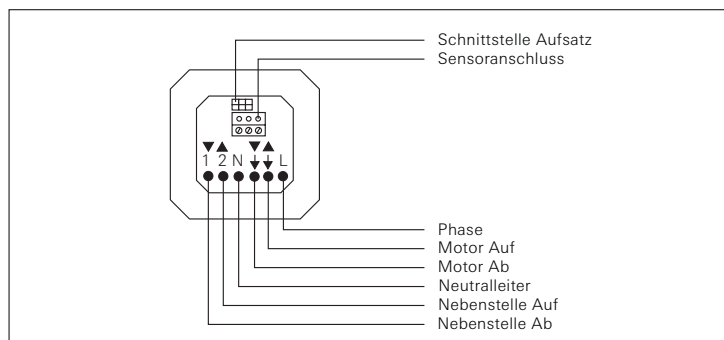 Schnittstelle Aufsatz
Sensoranschluss
1 2 N L
Phase
Motor Auf
Motor Ab
Neutralleiter
Nebenstelle Auf
Nebenstelle Ab